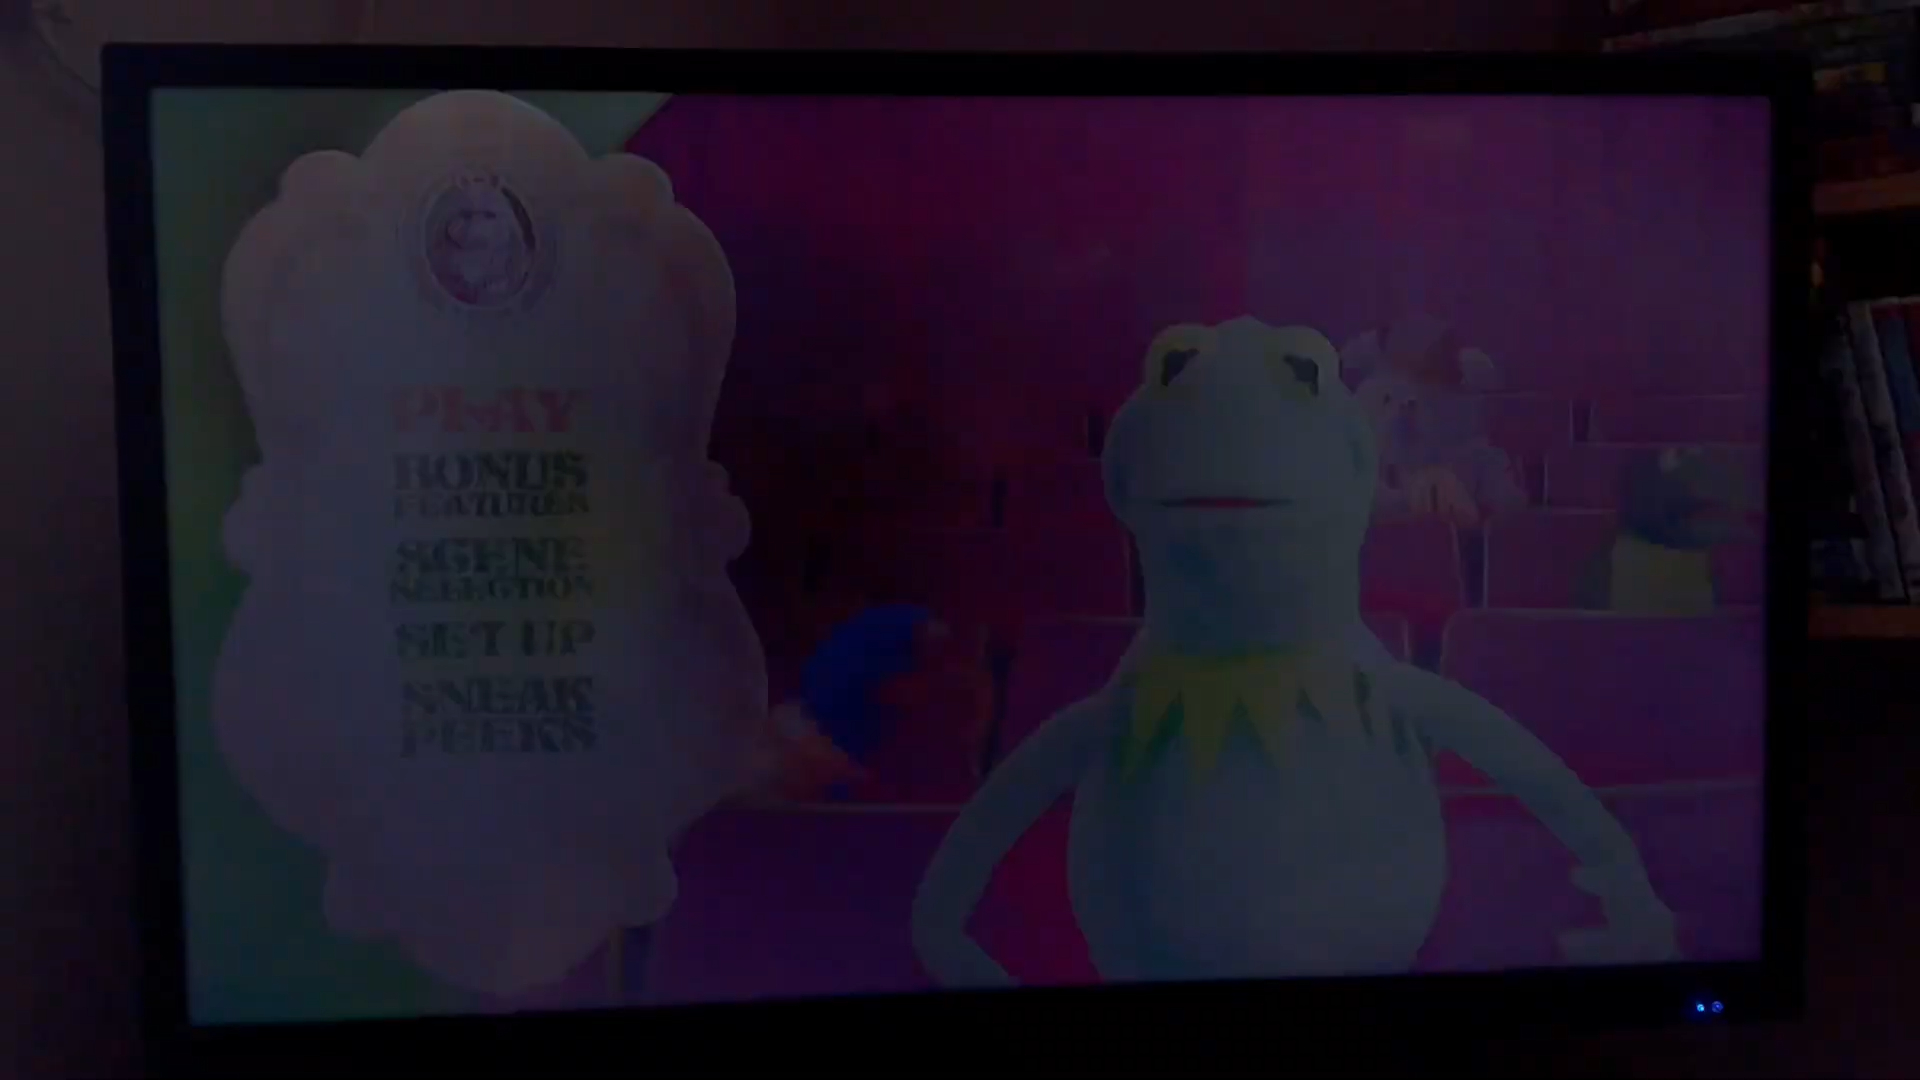 PLAY
BONUS
FEATURES
SCENE
SELECTION
SET UP
SNEAK
PEEKS